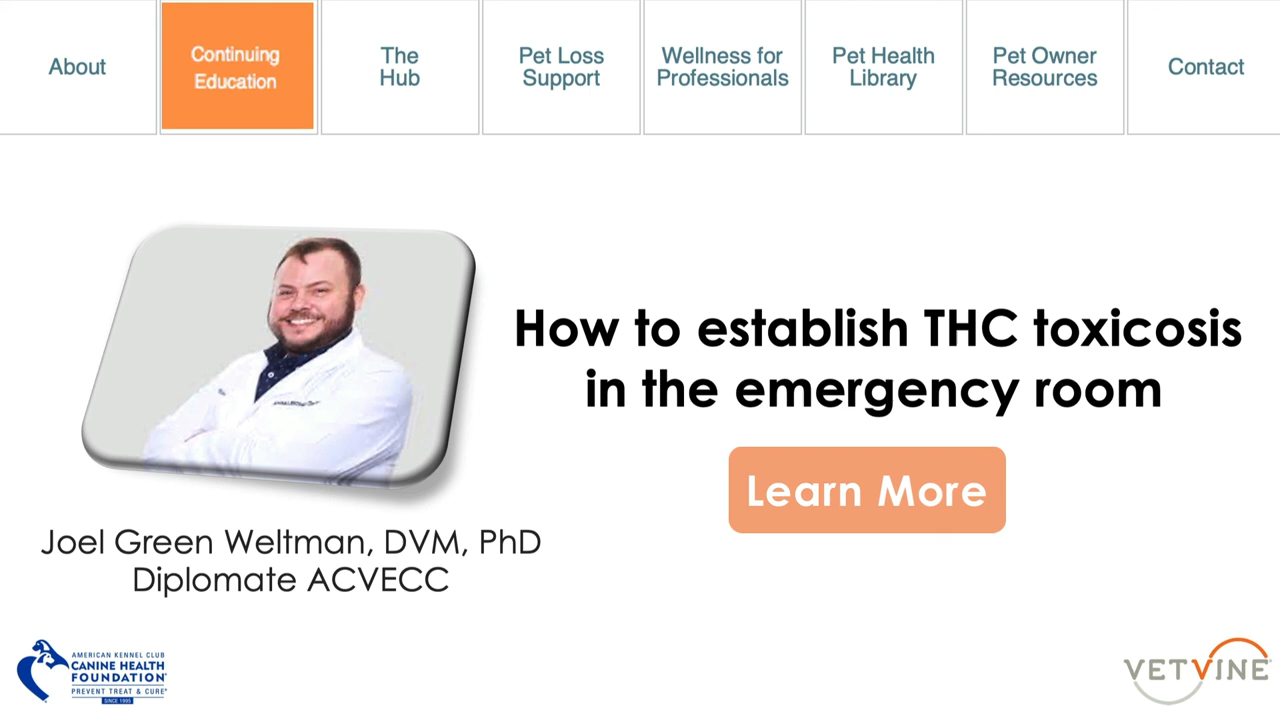 About
Continuing
Education
The
Hub
Pet Loss
Support
Wellness for
Professionals
Pet Health
Library
Pet Owner
Resources
Contact
How to establish THC toxicosis
in the emergency room
Learn More
Joel Green Weltman, DVM, PhD
Diplomate ACVECC
AMERICAN KENNEL CLUB
CANINE HEALTH
FOUNDATION®
PREVENT TREAT & CURE®
SINCE 1995
VETVINE